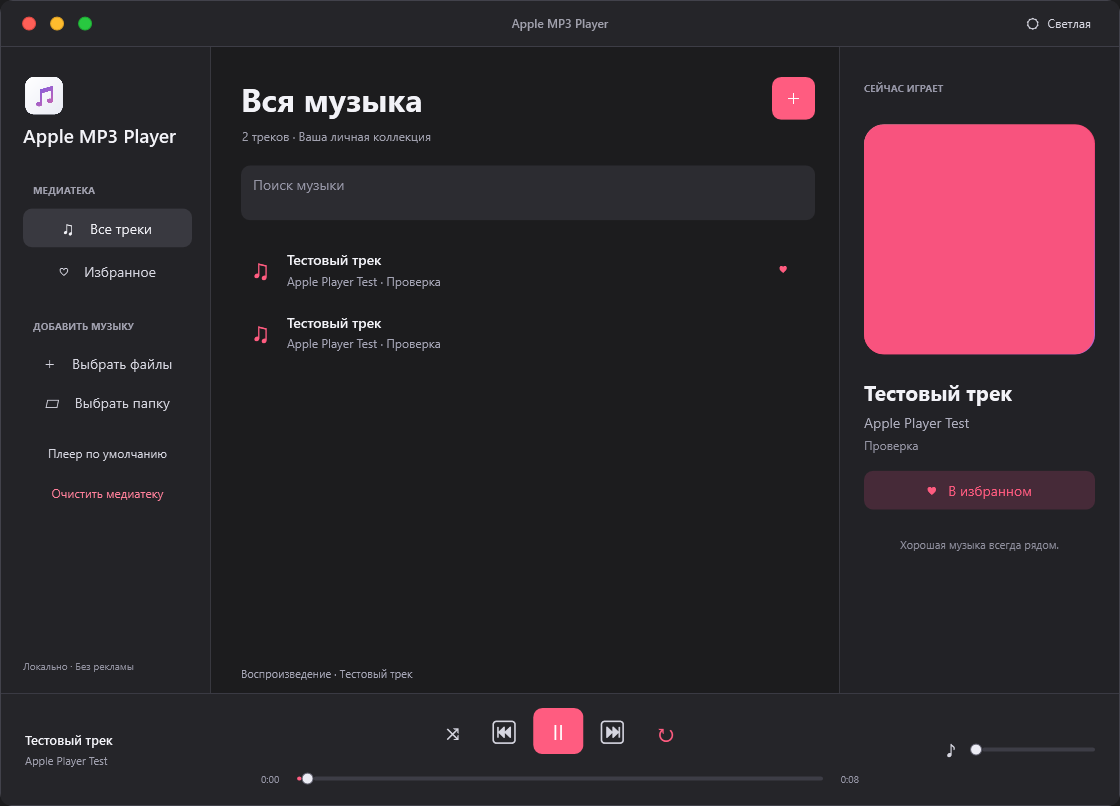 Apple MP3 Player
Светлая
Apple MP3 Player
МЕДИАТЕКА
Все треки
Избранное
ДОБАВИТЬ МУЗЫКУ
+ Выбрать файлы
Выбрать папку
Плеер по умолчанию
Очистить медиатеку
Локально · Без рекламы
Вся музыка
+
2 треков · Ваша личная коллекция
Поиск музыки
Тестовый трек
Apple Player Test · Проверка
Тестовый трек
Apple Player Test · Проверка
Воспроизведение · Тестовый трек
СЕЙЧАС ИГРАЕТ
Тестовый трек
Apple Player Test
Проверка
В избранном
Хорошая музыка всегда рядом.
Тестовый трек
Apple Player Test
0:00
0:08